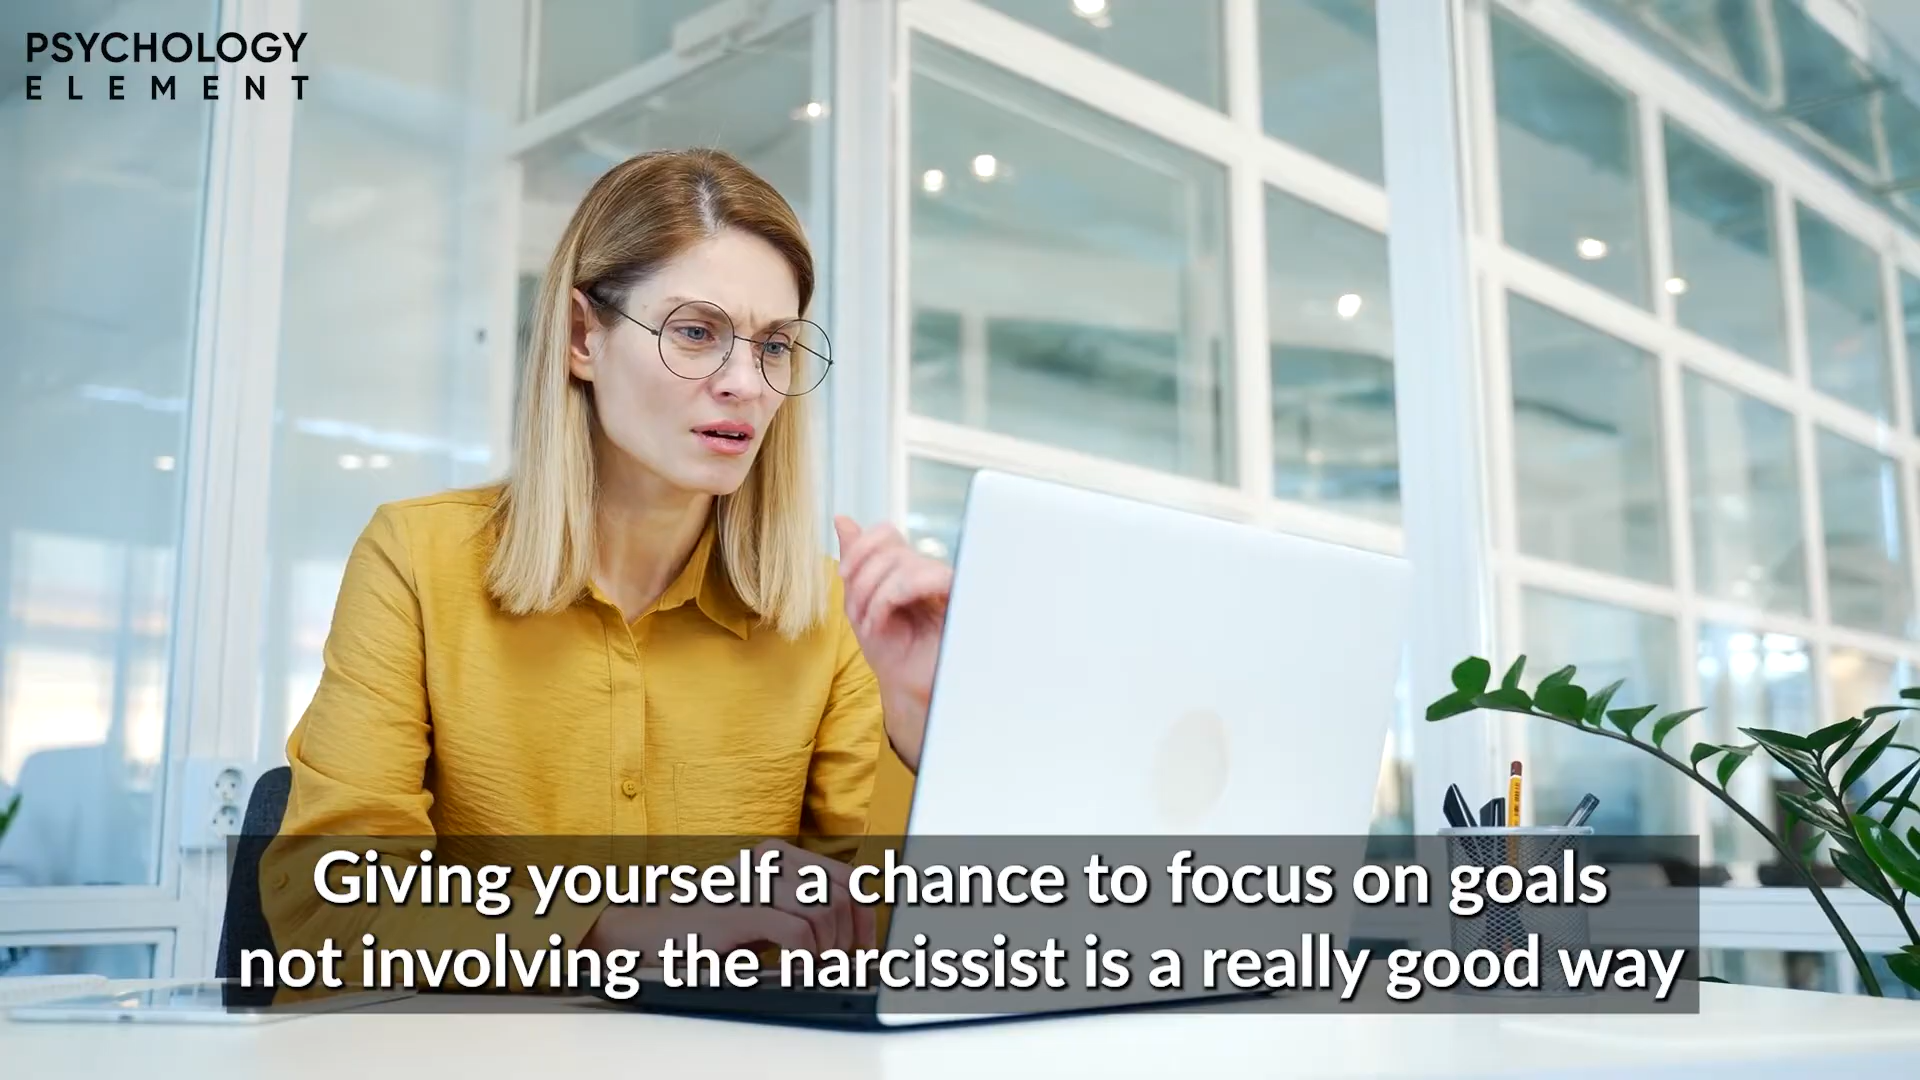 PSYCHOLOGY
ELEMENT
Giving yourself a chance to focus on goals
not involving the narcissist is a really good way